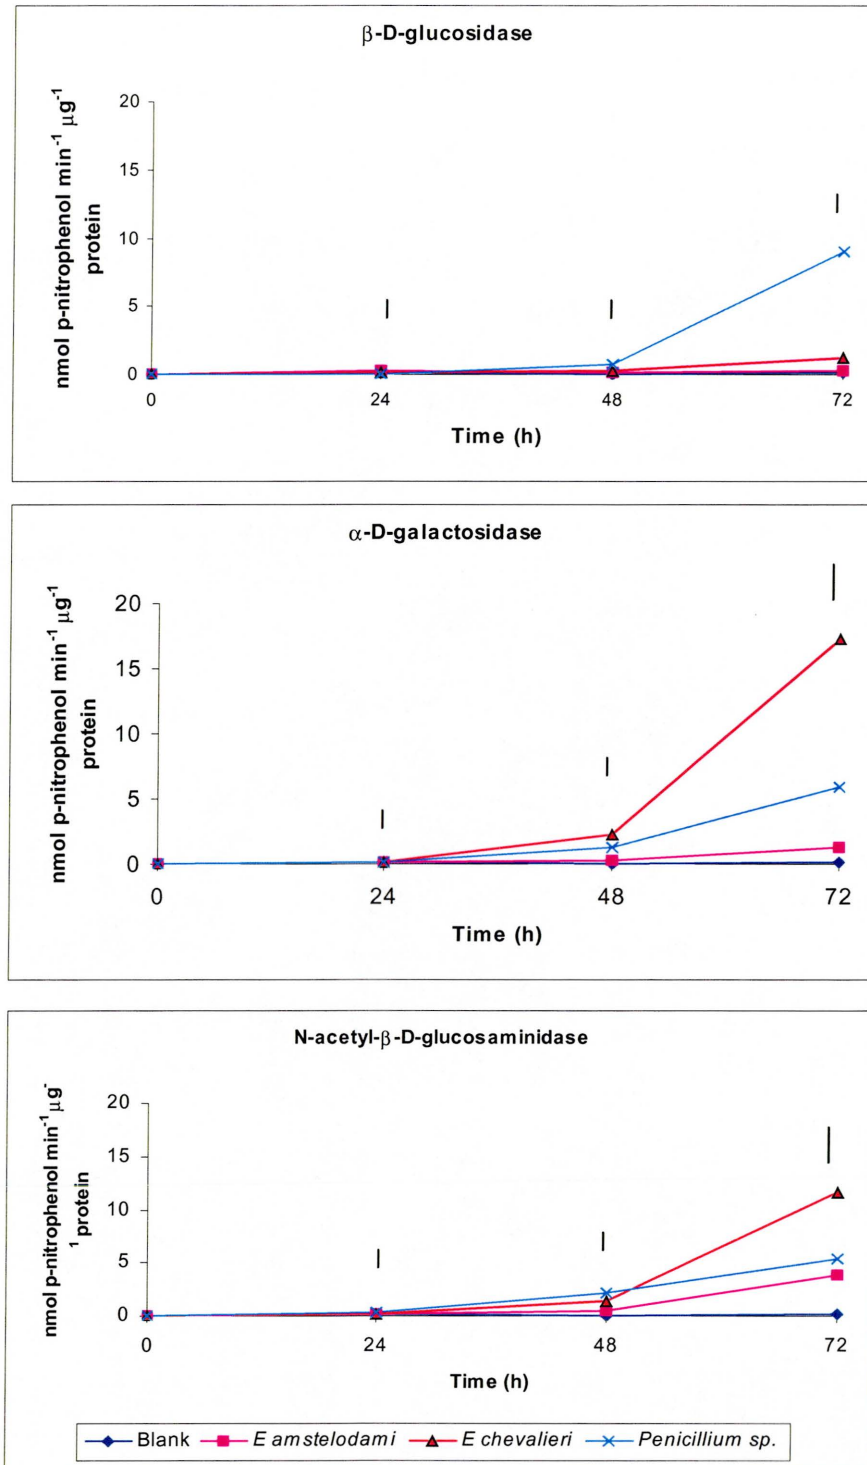 β-D-glucosidase
nmol p-nitrophenol min-1 µg-1
protein
20
15
10
5
0
0 24 48 72
Time (h)
α-D-galactosidase
nmol p-nitrophenol min-1 µg-1
protein
20
15
10
5
0
0 24 48 72
Time (h)
N-acetyl-β-D-glucosaminidase
nmol p-nitrophenol min-1 µg-
1 protein
20
15
10
5
0
0 24 48 72
Time (h)
Blank E amstelodami E chevalieri Penicillium sp.